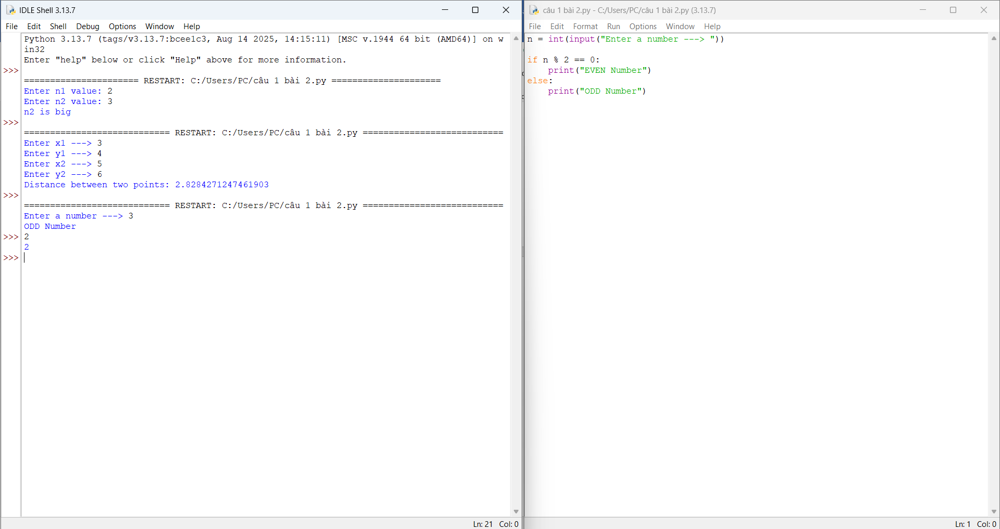 IDLE Shell 3.13.7
File Edit Shell Debug Options Window Help
Python 3.13.7 (tags/v3.13.7:bcee1c3, Aug 14 2025, 14:15:11) [MSC v.1944 64 bit (AMD64)] on w
in32
Enter "help" below or click "Help" above for more information.
>>>
====================== RESTART: C:/Users/PC/câu 1 bài 2.py =====================
Enter n1 value: 2
Enter n2 value: 3
n2 is big
>>>
============================ RESTART: C:/Users/PC/câu 1 bài 2.py ===========================
Enter x1 ---> 3
Enter y1 ---> 4
Enter x2 ---> 5
Enter y2 ---> 6
Distance between two points: 2.8284271247461903
>>>
============================ RESTART: C:/Users/PC/câu 1 bài 2.py ===========================
Enter a number ---> 3
ODD Number
>>> 2
2
>>>
Ln: 21 Col: 0
câu 1 bài 2.py - C:/Users/PC/câu 1 bài 2.py (3.13.7)
File Edit Format Run Options Window Help
n = int(input("Enter a number ---> "))
if n % 2 == 0:
    print("EVEN Number")
else:
    print("ODD Number")
Ln: 1 Col: 0